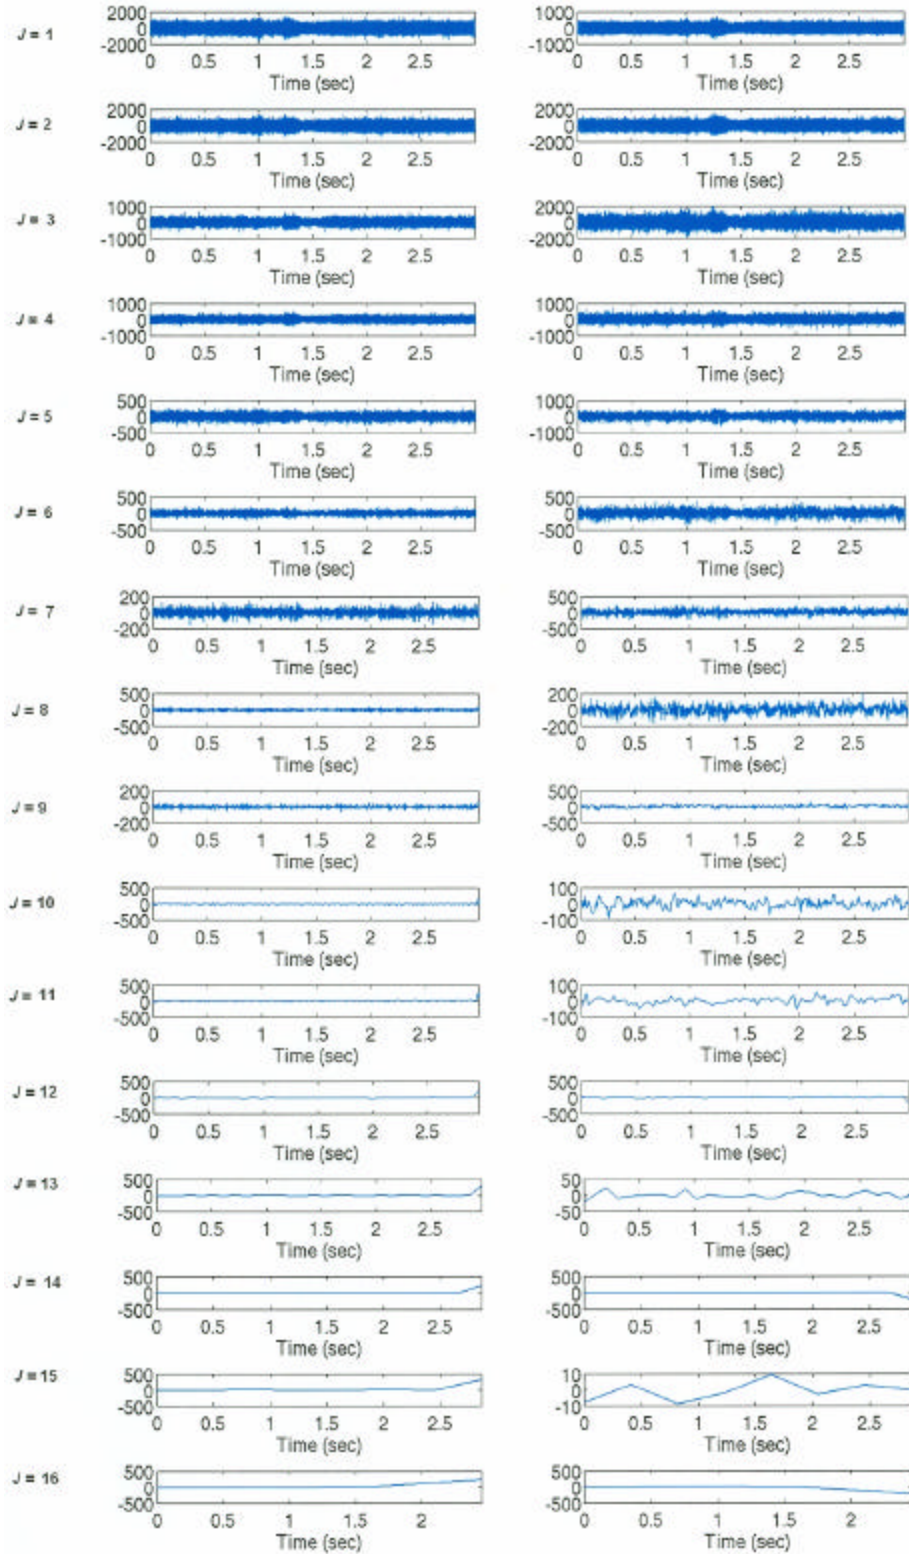 2000 1000
J = 1 0 0
-2000 -1000
0 0.5 1 1.5 2 2.5 0 0.5 1 1.5 2 2.5
Time (sec) Time (sec)
2000 2000
J = 2 0 0
-2000 -2000
0 0.5 1 1.5 2 2.5 0 0.5 1 1.5 2 2.5
Time (sec) Time (sec)
1000 2000
J = 3 0 0
-1000 -2000
0 0.5 1 1.5 2 2.5 0 0.5 1 1.5 2 2.5
Time (sec) Time (sec)
1000 1000
J = 4 0 0
-1000 -1000
0 0.5 1 1.5 2 2.5 0 0.5 1 1.5 2 2.5
Time (sec) Time (sec)
500 1000
J = 5 0 0
-500 -1000
0 0.5 1 1.5 2 2.5 0 0.5 1 1.5 2 2.5
Time (sec) Time (sec)
500 500
J = 6 0 0
-500 -500
0 0.5 1 1.5 2 2.5 0 0.5 1 1.5 2 2.5
Time (sec) Time (sec)
200 500
J = 7 0 0
-200 -500
0 0.5 1 1.5 2 2.5 0 0.5 1 1.5 2 2.5
Time (sec) Time (sec)
500 200
J = 8 0 0
-500 -200
0 0.5 1 1.5 2 2.5 0 0.5 1 1.5 2 2.5
Time (sec) Time (sec)
200 500
J = 9 0 0
-200 -500
0 0.5 1 1.5 2 2.5 0 0.5 1 1.5 2 2.5
Time (sec) Time (sec)
500 100
J = 10 0 0
-500 -100
0 0.5 1 1.5 2 2.5 0 0.5 1 1.5 2 2.5
Time (sec) Time (sec)
500 100
J = 11 0 0
-500 -100
0 0.5 1 1.5 2 2.5 0 0.5 1 1.5 2 2.5
Time (sec) Time (sec)
500 500
J = 12 0 0
-500 -500
0 0.5 1 1.5 2 2.5 0 0.5 1 1.5 2 2.5
Time (sec) Time (sec)
500 50
J = 13 0 0
-500 -50
0 0.5 1 1.5 2 2.5 0 0.5 1 1.5 2 2.5
Time (sec) Time (sec)
500 500
J = 14 0 0
-500 -500
0 0.5 1 1.5 2 2.5 0 0.5 1 1.5 2 2.5
Time (sec) Time (sec)
500 10
J = 15 0 0
-500 -10
0 0.5 1 1.5 2 2.5 0 0.5 1 1.5 2 2.5
Time (sec) Time (sec)
500 500
J = 16 0 0
-500 -500
0 0.5 1 1.5 2 0 0.5 1 1.5 2 2.5
Time (sec) Time (sec)